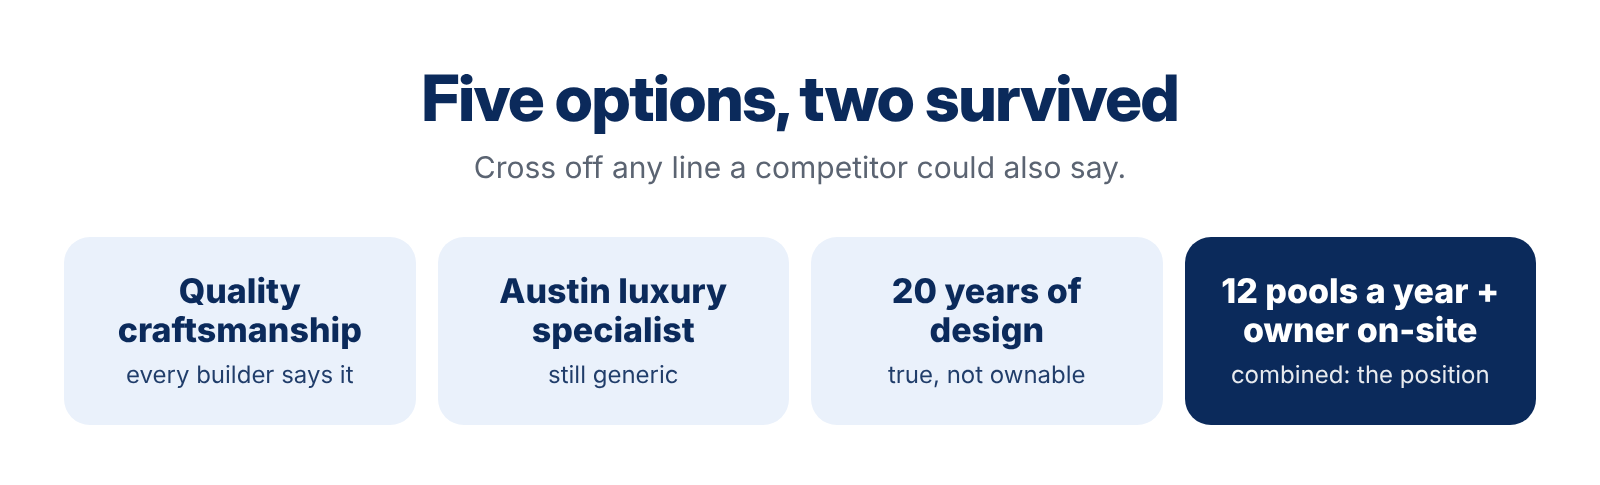 Five options, two survived
Cross off any line a competitor could also say.
Quality
craftsmanship
every builder says it
Austin luxury
specialist
still generic
20 years of
design
true, not ownable
12 pools a year +
owner on-site
combined: the position